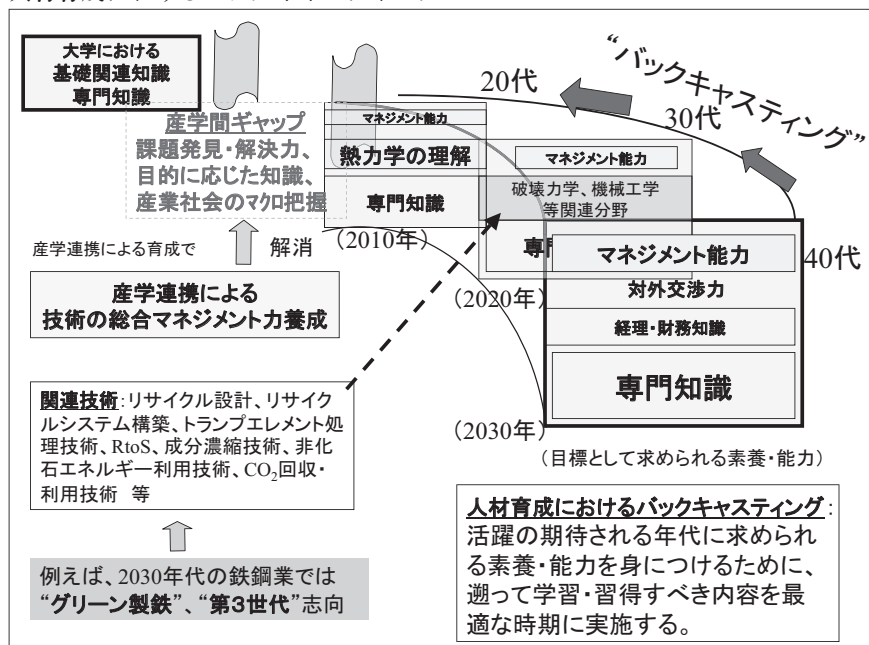 大学における
基礎関連知識
専門知識
産学間ギャップ
課題発見・解決力、
目的に応じた知識、
産業社会のマクロ把握
マネジメント能力
熱力学の理解
専門知識
(2010年)
20代
30代
“バックキャスティング”
マネジメント能力
破壊力学、機械工学
等関連分野
専門
(2020年)
マネジメント能力
40代
対外交渉力
経理・財務知識
専門知識
(2030年)
(目標として求められる素養・能力)
産学連携による育成で
解消
産学連携による
技術の総合マネジメント力養成
関連技術:リサイクル設計、リサイク
ルシステム構築、トランプエレメント処
理技術、RtoS、成分濃縮技術、非化
石エネルギー利用技術、CO₂回収・
利用技術 等
例えば、2030年代の鉄鋼業では
“グリーン製鉄”、“第3世代”志向
人材育成におけるバックキャスティング:
活躍の期待される年代に求められ
る素養・能力を身につけるために、
遡って学習・習得すべき内容を最
適な時期に実施する。